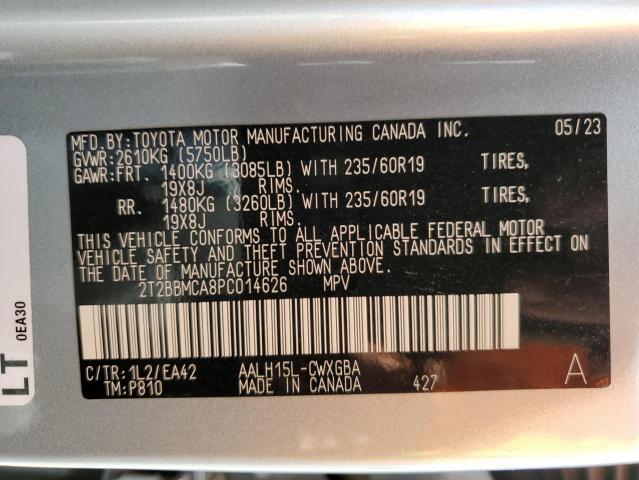 MFD.BY:TOYOTA MOTOR MANUFACTURING CANADA INC. 05/23
GVWR:2610KG (5750LB)
GAWR:FRT. 1400KG (3085LB) WITH 235/60R19 TIRES,
19X8J RIMS.
RR. 1480KG (3260LB) WITH 235/60R19 TIRES,
19X8J RIMS
THIS VEHICLE CONFORMS TO ALL APPLICABLE FEDERAL MOTOR
VEHICLE SAFETY AND THEFT PREVENTION STANDARDS IN EFFECT ON
THE DATE OF MANUFACTURE SHOWN ABOVE.
2T2BBMCA8PC014626 MPV
C/TR:1L2/EA42 AALH15L-CWXGBA
TM:P810 MADE IN CANADA 427 A
LT 0EA30